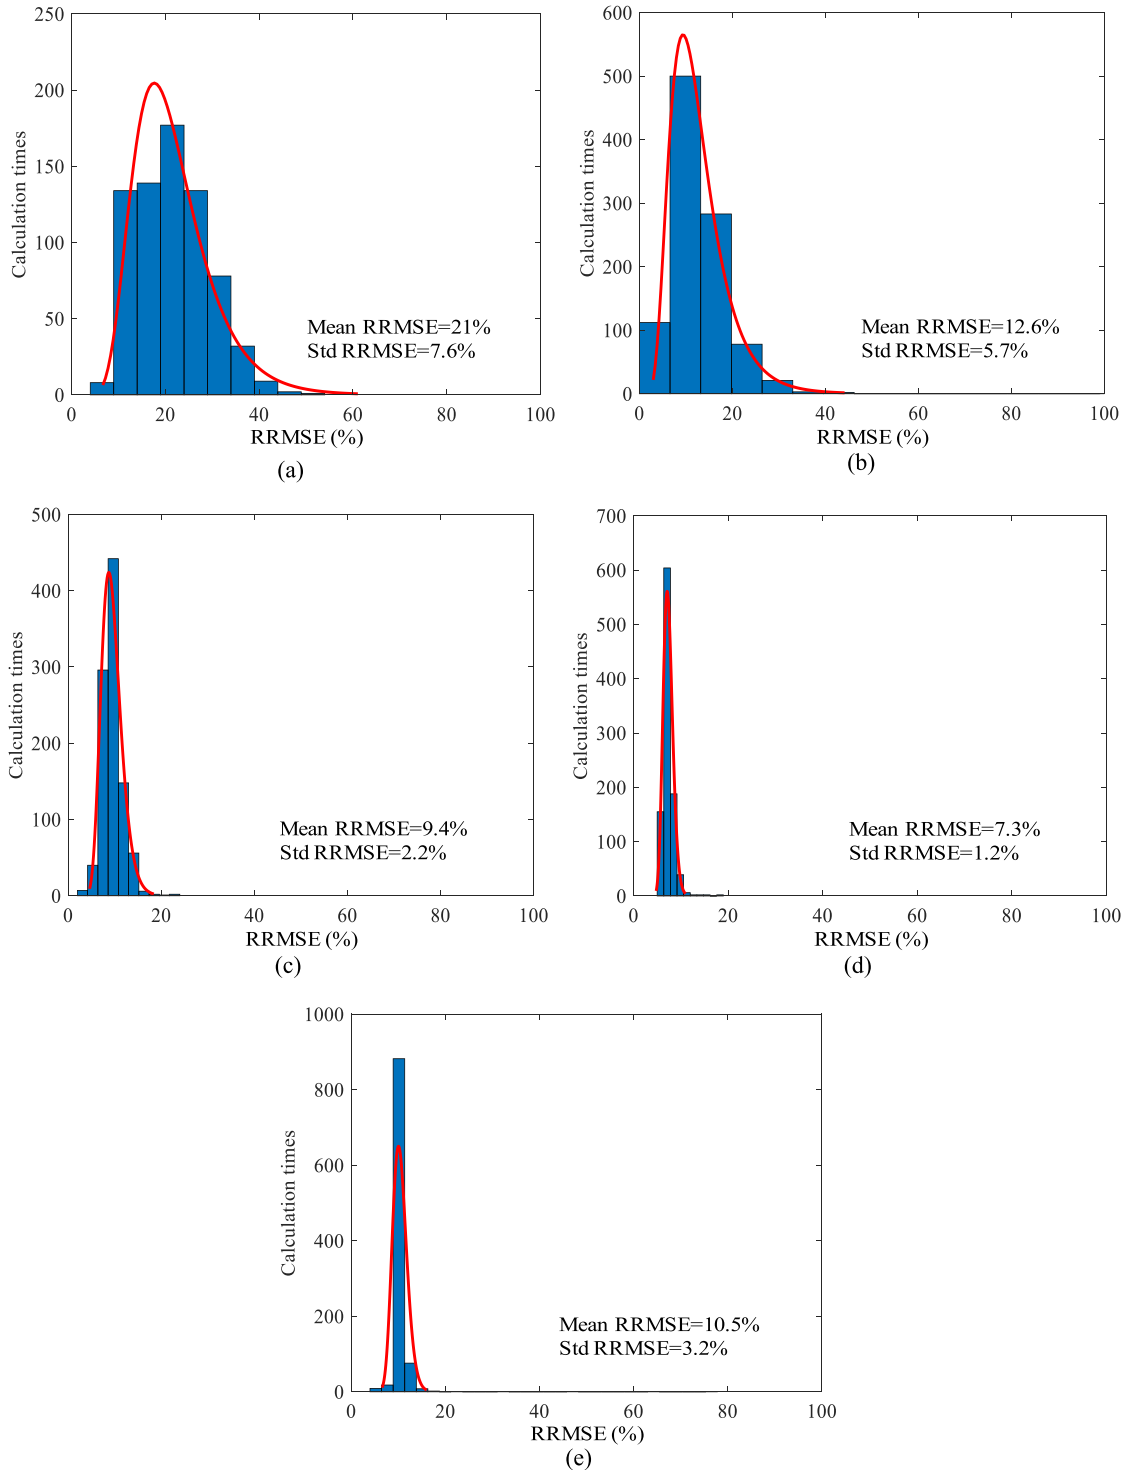 250
200
150
100
50
0
Calculation times
Mean RRMSE=21%
Std RRMSE=7.6%
0 20 40 60 80 100
RRMSE (%)
(a)
600
500
400
300
200
100
0
Calculation times
Mean RRMSE=12.6%
Std RRMSE=5.7%
0 20 40 60 80 100
RRMSE (%)
(b)
500
400
300
200
100
0
Calculation times
Mean RRMSE=9.4%
Std RRMSE=2.2%
0 20 40 60 80 100
RRMSE (%)
(c)
700
600
500
400
300
200
100
0
Calculation times
Mean RRMSE=7.3%
Std RRMSE=1.2%
0 20 40 60 80 100
RRMSE (%)
(d)
1000
800
600
400
200
0
Calculation times
Mean RRMSE=10.5%
Std RRMSE=3.2%
0 20 40 60 80 100
RRMSE (%)
(e)